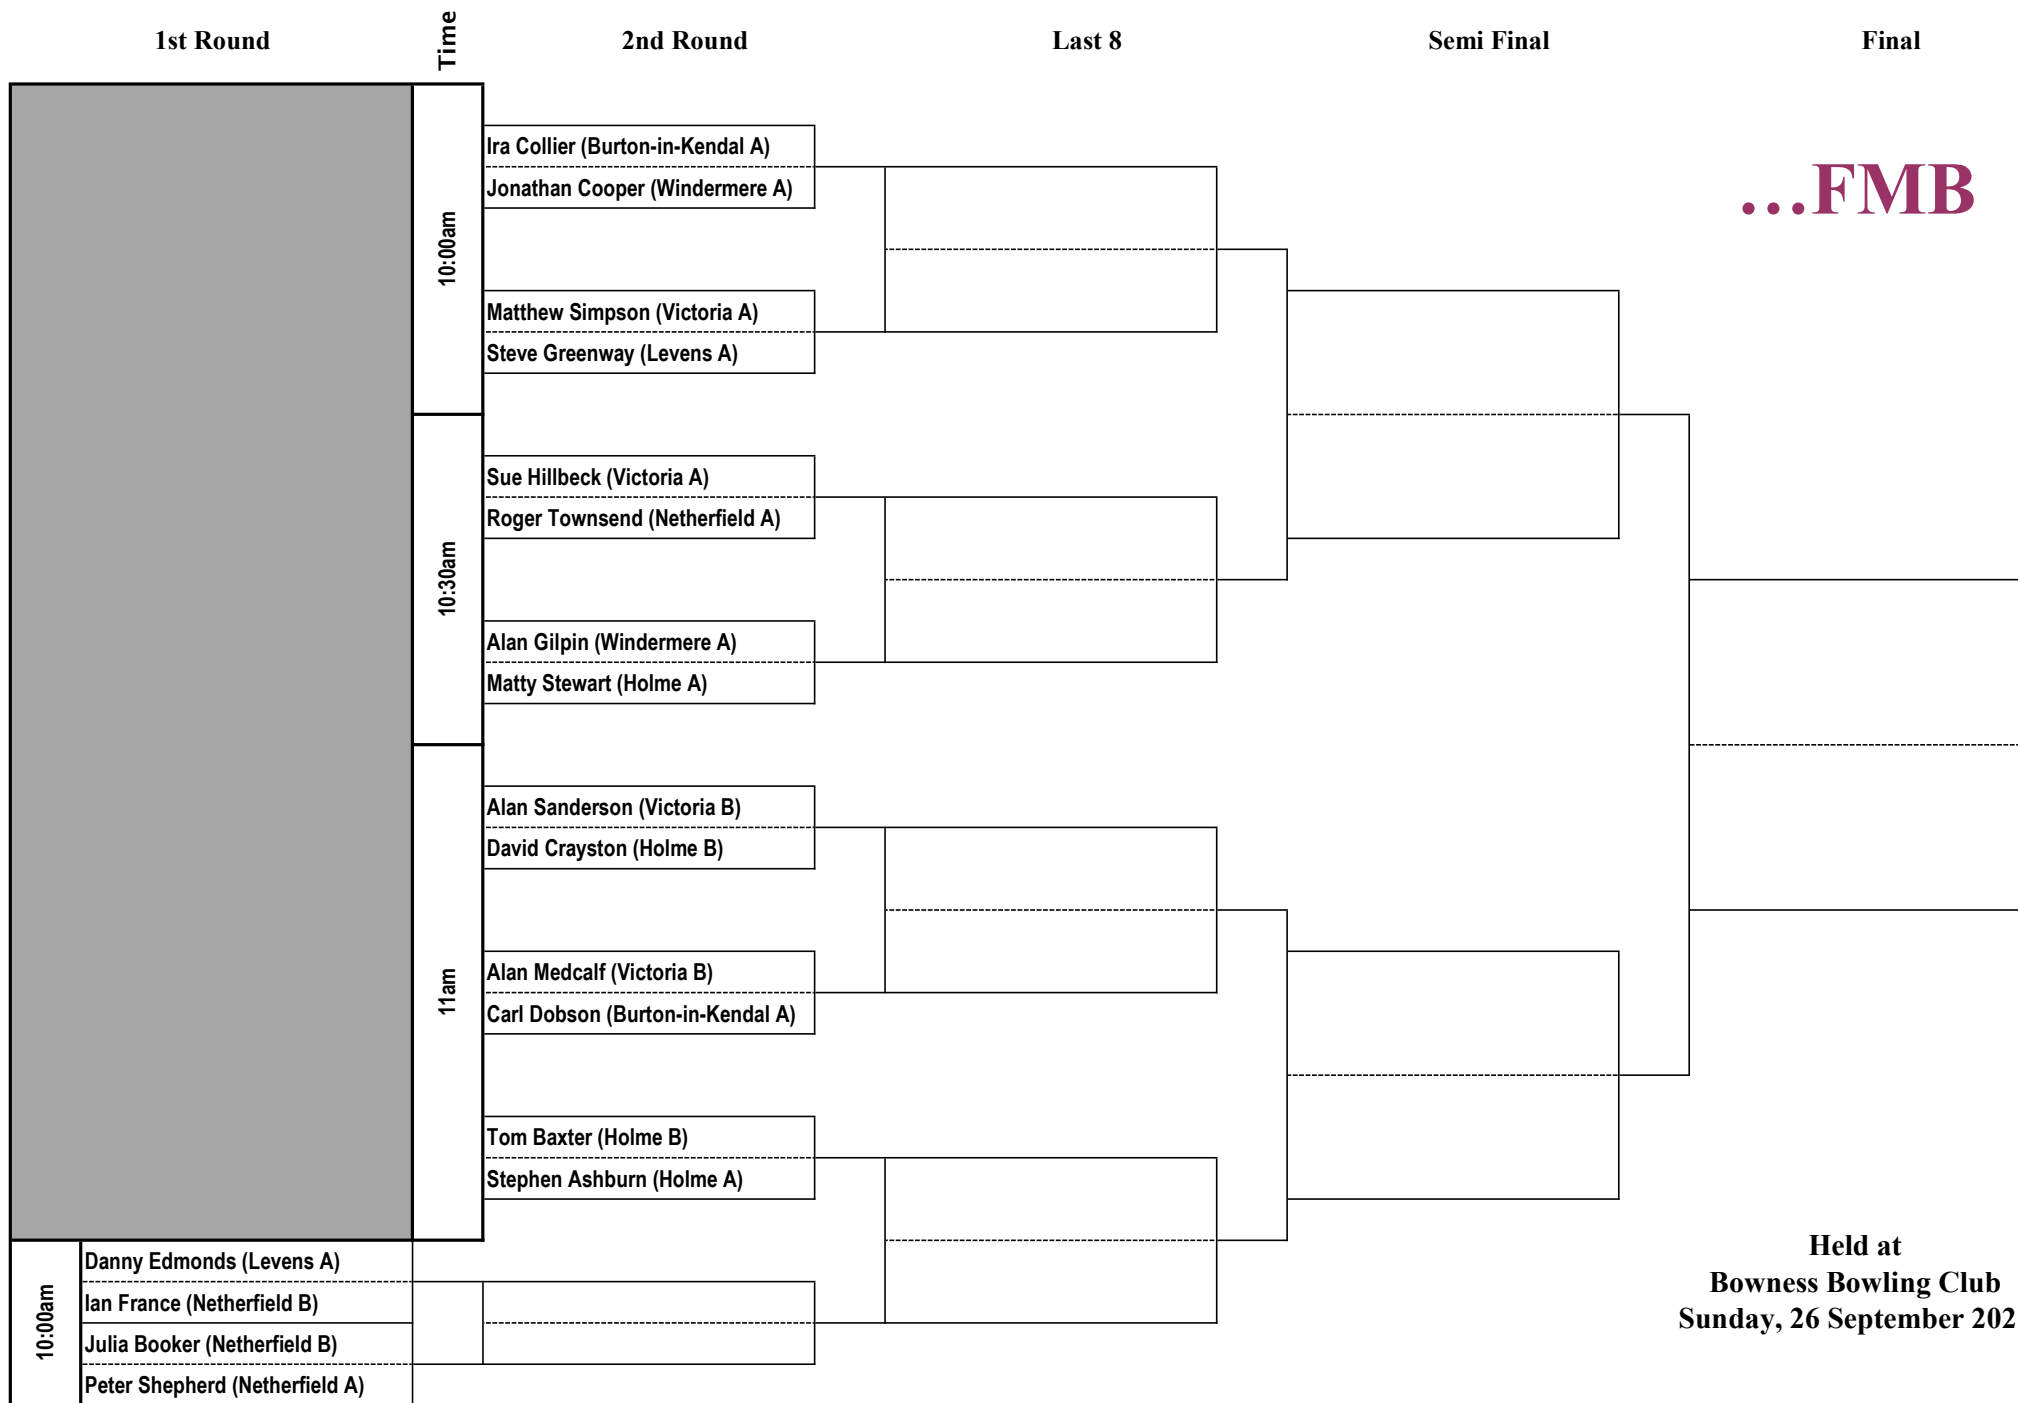 1st Round
Time
2nd Round
Last 8
Semi Final
Final
...FMB
10:00am
Ira Collier (Burton-in-Kendal A)
Jonathan Cooper (Windermere A)
Matthew Simpson (Victoria A)
Steve Greenway (Levens A)
10:30am
Sue Hillbeck (Victoria A)
Roger Townsend (Netherfield A)
Alan Gilpin (Windermere A)
Matty Stewart (Holme A)
11am
Alan Sanderson (Victoria B)
David Crayston (Holme B)
Alan Medcalf (Victoria B)
Carl Dobson (Burton-in-Kendal A)
Tom Baxter (Holme B)
Stephen Ashburn (Holme A)
10:00am
Danny Edmonds (Levens A)
Ian France (Netherfield B)
Julia Booker (Netherfield B)
Peter Shepherd (Netherfield A)
Held at
Bowness Bowling Club
Sunday, 26 September 202